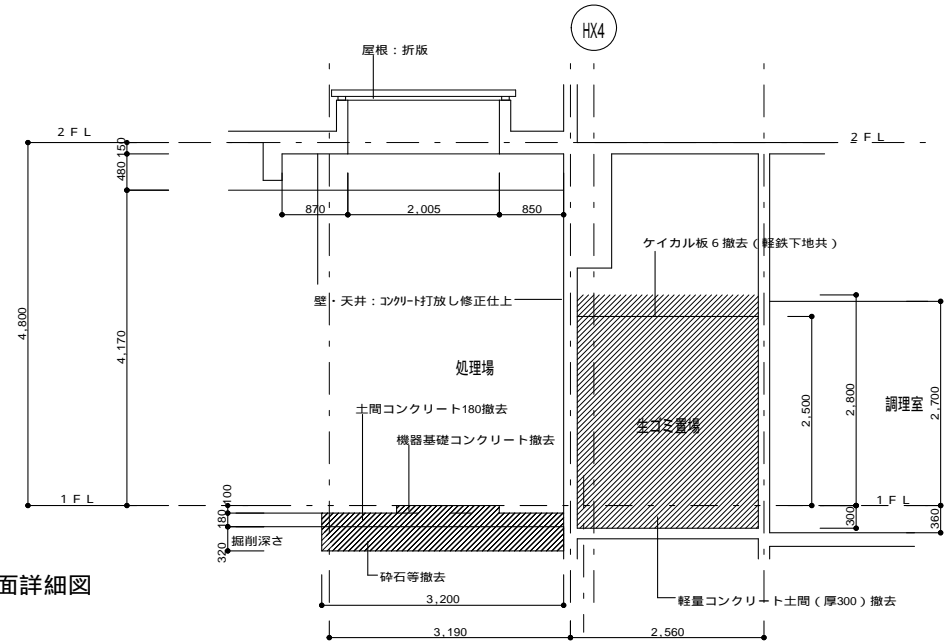 HX4
屋根：折版
2 F L
2 F L
150
480
870
2,005
850
ケイカル板 6 撤去（軽鉄下地共）
壁・天井：コンクリート打放し修正仕上
4,800
4,170
処理場
2,500
2,800
2,700
調理室
土間コンクリート180撤去
機器基礎コンクリート撤去
生ゴミ置場
1 F L
1 F L
100
180
320
掘削深さ
300
360
砕石等撤去
軽量コンクリート土間（厚300）撤去
面詳細図
3,200
3,190
2,560